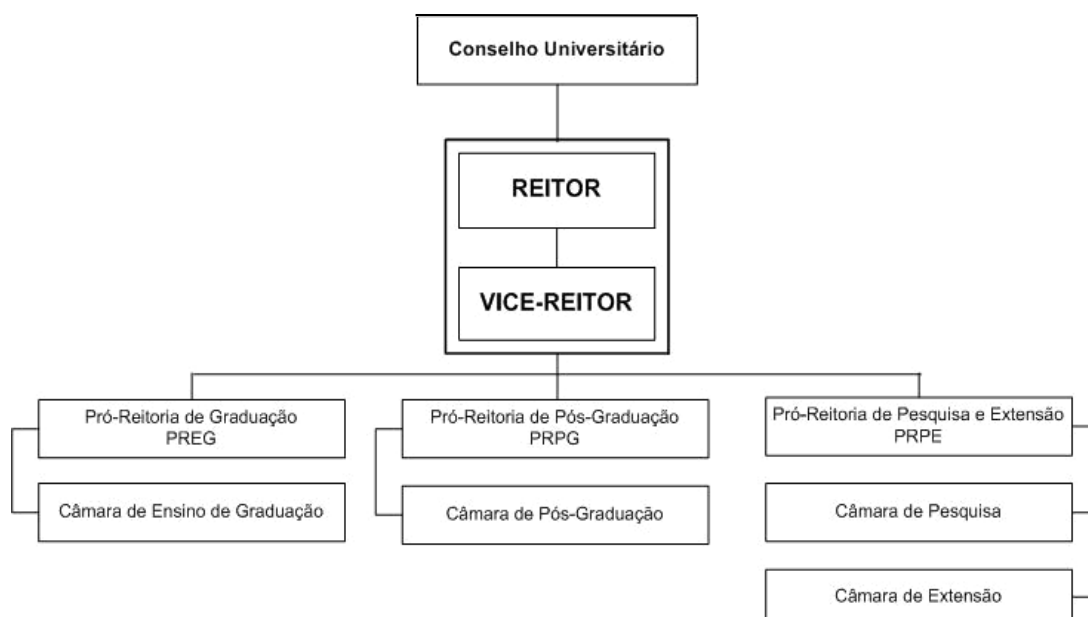 Conselho Universitário
REITOR
VICE-REITOR
Pró-Reitoria de Graduação
PREG
Câmara de Ensino de Graduação
Pró-Reitoria de Pós-Graduação
PRPG
Câmara de Pós-Graduação
Pró-Reitoria de Pesquisa e Extensão
PRPE
Câmara de Pesquisa
Câmara de Extensão